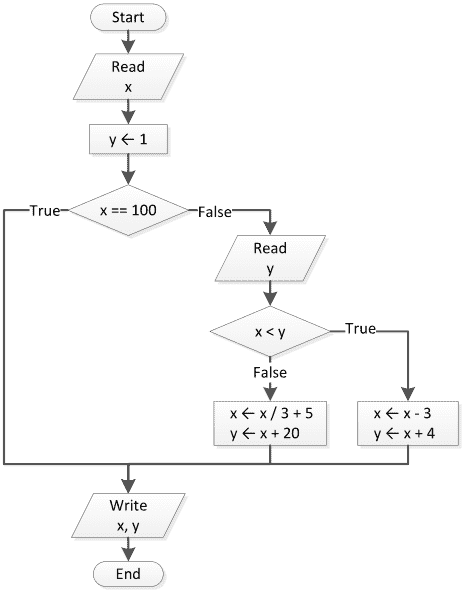 Start
Read
x
y ← 1
x == 100
True
False
Read
y
x < y
True
False
x ← x / 3 + 5
y ← x + 20
x ← x - 3
y ← x + 4
Write
x, y
End